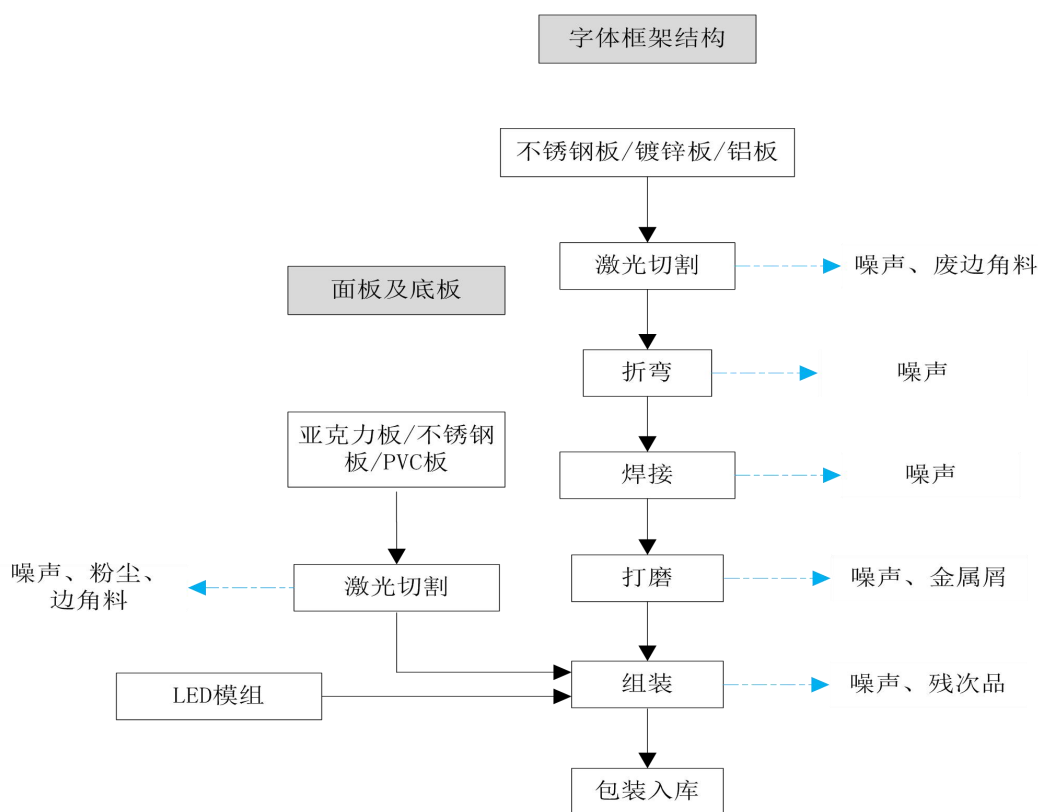 字体框架结构
不锈钢板/镀锌板/铝板
激光切割
噪声、废边角料
面板及底板
折弯
噪声
亚克力板/不锈钢
板/PVC板
焊接
噪声
噪声、粉尘、
边角料
激光切割
打磨
噪声、金属屑
LED模组
组装
噪声、残次品
包装入库